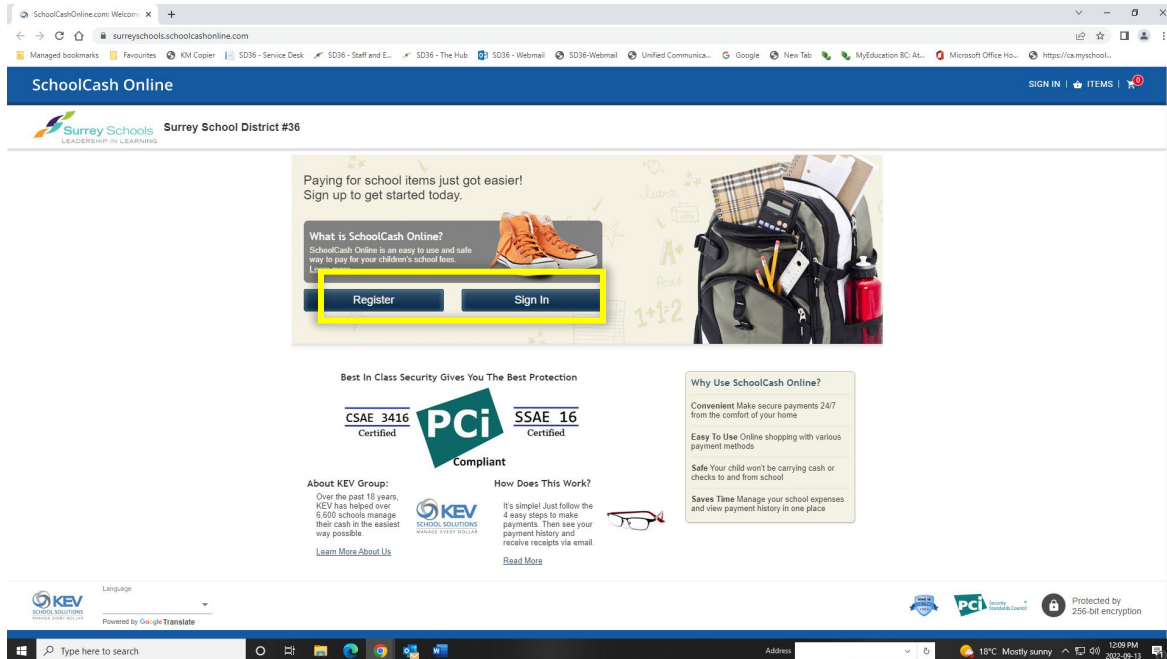 SchoolCashOnline.com: Welcome
surreyschools.schoolcashonline.com
Managed bookmarks Favourites KM Copier SD36 - Service Desk SD36 - Staff and E... SD36 - The Hub SD36 - Webmail SD36-Webmail Unified Communica... Google New Tab MyEducation BC: At... Microsoft Office Ho... https://ca.myschool...
SchoolCash Online
SIGN IN | ITEMS | 0
Surrey Schools
LEADERSHIP IN LEARNING
Surrey School District #36
Paying for school items just got easier!
Sign up to get started today.
What is SchoolCash Online?
SchoolCash Online is an easy to use and safe
way to pay for your children's school fees.
Learn more
Register Sign In
learn
A+
1+1=2
Best In Class Security Gives You The Best Protection
CSAE 3416
Certified
PCi
Compliant
SSAE 16
Certified
About KEV Group:
Over the past 18 years,
KEV has helped over
6,600 schools manage
their cash in the easiest
way possible.
Learn More About Us
KEV
SCHOOL SOLUTIONS
MANAGE EVERY DOLLAR
How Does This Work?
It's simple! Just follow the
4 easy steps to make
payments. Then see your
payment history and
receive receipts via email.
Read More
Why Use SchoolCash Online?
Convenient Make secure payments 24/7
from the comfort of your home
Easy To Use Online shopping with various
payment methods
Safe Your child won't be carrying cash or
checks to and from school
Saves Time Manage your school expenses
and view payment history in one place
KEV
SCHOOL SOLUTIONS
MANAGE EVERY DOLLAR
Language
Powered by Google Translate
PCi Security Standards Council
Protected by
256-bit encryption
Type here to search
Address
18°C Mostly sunny
12:09 PM
2022-09-13